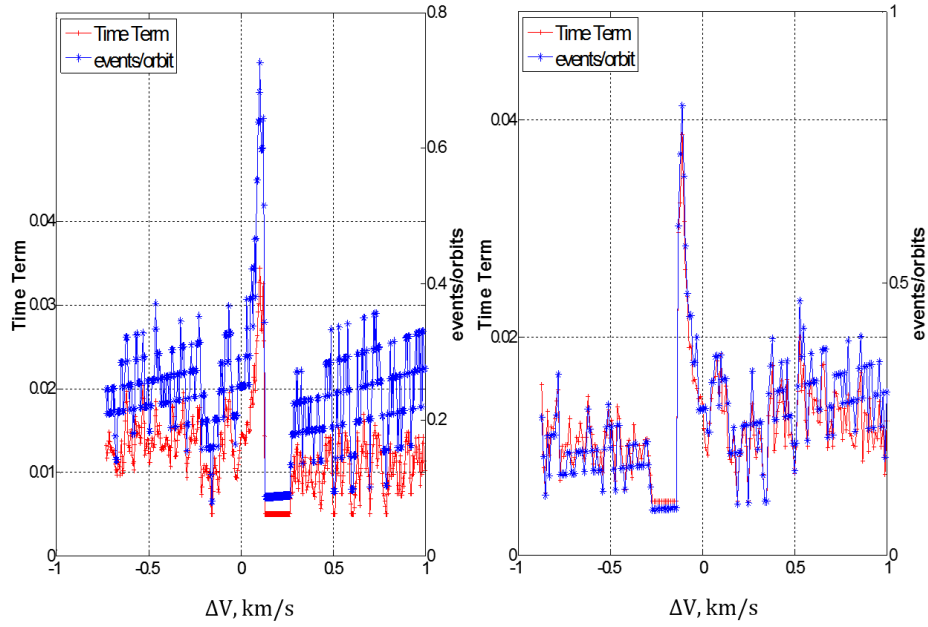 0.8
Time Term
events/orbit
0.6
0.04
0.4
0.03
0.02
0.2
0.01
0
0
-1
-0.5
0
0.5
1
Time Term
events/orbits
ΔV, km/s
1
Time Term
events/orbit
0.04
0.5
0.02
0
0
-1
-0.5
0
0.5
1
Time Term
events/orbits
ΔV, km/s